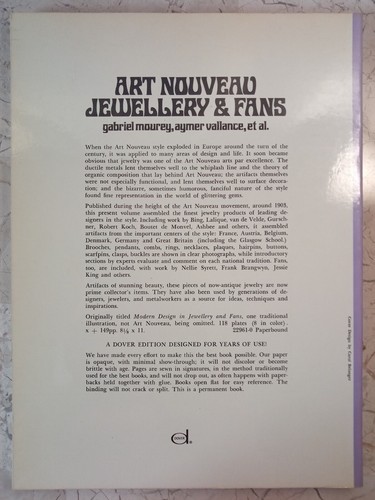 ART NOUVEAU
JEWELLERY & FANS
gabriel mourey, aymer vallance, et al.
When the Art Nouveau style exploded in Europe around the turn of the
century, it was applied to many areas of design and life. It soon became
obvious that jewelry was one of the Art Nouveau arts par excellence. The
ductile metals lent themselves well to the whiplash line and the theory of
organic composition that lay behind Art Nouveau; the artifacts themselves
were not especially functional, and lent themselves well to surface decora-
tion; and the bizarre, sometimes humorous, fanciful nature of the style
found fine representations in the world of glittering gems.
Published during the height of the Art Nouveau movement, around 1903,
this present volume assembled the finest jewelry products of leading de-
signers in the style. Including work by Bing, Lalique, van de Velde, Gursch-
ner, Robert Koch, Boutet de Monvel, Ashbee and others, it assembled
artifacts from the important centers of the style: France, Austria, Belgium,
Denmark, Germany and Great Britain (including the Glasgow School.)
Brooches, pendants, combs, rings, necklaces, plaques, hairpins, buttons,
scarfpins, clasps, buckles are shown in clear photographs, while introductory
sections by experts evaluate and comment on each national tradition. Fans,
too, are included, with work by Nellie Syrett, Frank Brangwyn, Jessie
King and others.
Artifacts of stunning beauty, these pieces of now-antique jewelry are now
prime collector's items. They have also been used by generations of de-
signers, jewelers, and metalworkers as a source for ideas, techniques and
inspirations.
Originally titled Modern Design in Jewellery and Fans, one traditional
illustration, not Art Nouveau, being omitted. 118 plates (8 in color).
x + 149pp. 8¼ x 11. 22961-0 Paperbound
A DOVER EDITION DESIGNED FOR YEARS OF USE!
We have made every effort to make this the best book possible. Our paper
is opaque, with minimal show-through; it will not discolor or become
brittle with age. Pages are sewn in signatures, in the method traditionally
used for the best books, and will not drop out, as often happens with paper-
backs held together with glue. Books open flat for easy reference. The
binding will not crack or split. This is a permanent book.
Cover Design by Carol Belanger
DOVER